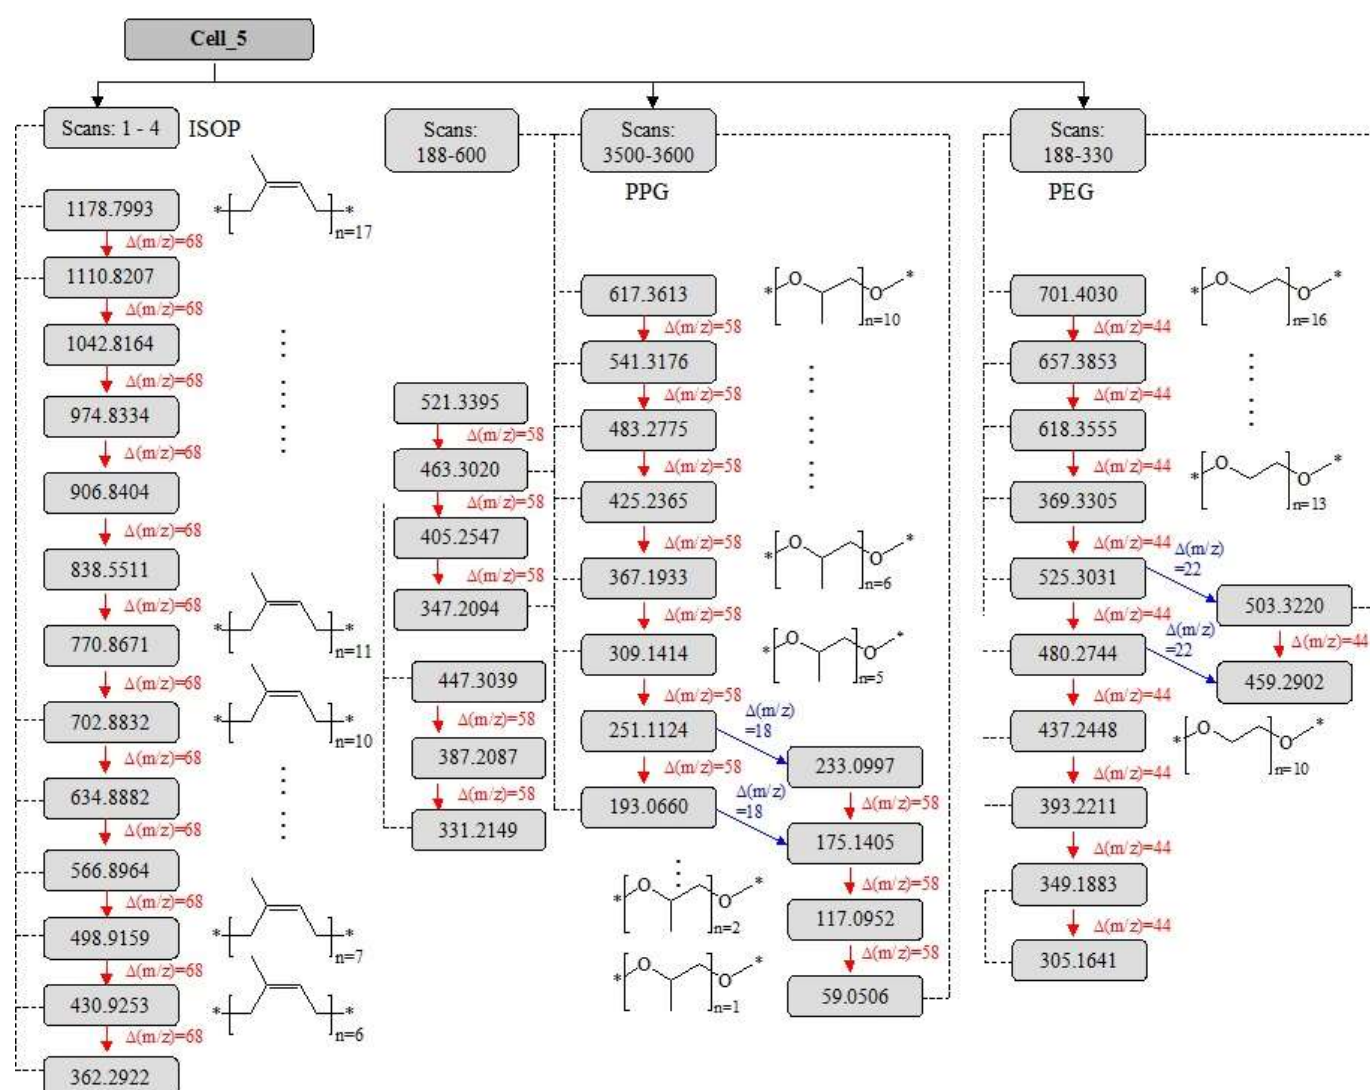 Cell_5
Scans: 1 - 4
ISOP
1178.7993
Δ(m/z)=68
n=17
1110.8207
Δ(m/z)=68
1042.8164
Δ(m/z)=68
974.8334
Δ(m/z)=68
906.8404
Δ(m/z)=68
838.5511
Δ(m/z)=68
770.8671
n=11
Δ(m/z)=68
702.8832
n=10
Δ(m/z)=68
634.8882
Δ(m/z)=68
566.8964
Δ(m/z)=68
498.9159
n=7
Δ(m/z)=68
430.9253
n=6
Δ(m/z)=68
362.2922
Scans:
188-600
521.3395
Δ(m/z)=58
463.3020
Δ(m/z)=58
405.2547
Δ(m/z)=58
347.2094
447.3039
Δ(m/z)=58
387.2087
Δ(m/z)=58
331.2149
Scans:
3500-3600
PPG
617.3613
* O O *
n=10
Δ(m/z)=58
541.3176
Δ(m/z)=58
483.2775
Δ(m/z)=58
425.2365
Δ(m/z)=58
367.1933
* O O *
n=6
Δ(m/z)=58
309.1414
* O O *
n=5
Δ(m/z)=58
251.1124
Δ(m/z)
=18
Δ(m/z)=58
193.0660
Δ(m/z)
=18
233.0997
Δ(m/z)=58
175.1405
Δ(m/z)=58
117.0952
Δ(m/z)=58
59.0506
* O O *
n=2
* O O *
n=1
Scans:
188-330
PEG
701.4030
* O O *
n=16
Δ(m/z)=44
657.3853
Δ(m/z)=44
618.3555
Δ(m/z)=44
369.3305
* O O *
n=13
Δ(m/z)=44
525.3031
Δ(m/z)
=22
503.3220
Δ(m/z)=44
480.2744
Δ(m/z)
=22
Δ(m/z)=44
459.2902
Δ(m/z)=44
437.2448
* O O *
n=10
Δ(m/z)=44
393.2211
Δ(m/z)=44
349.1883
Δ(m/z)=44
305.1641